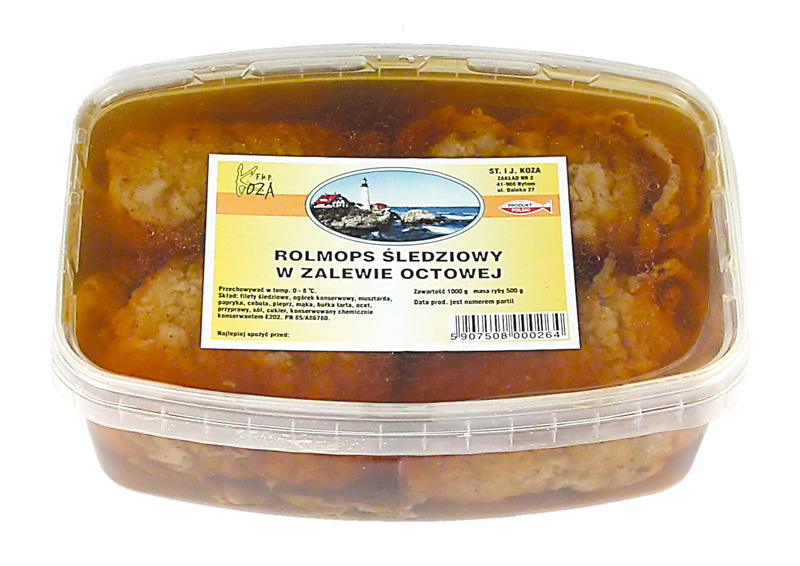 F.H.P.
KOZA
ST. I J. KOZA
ZAKŁAD NR 2
41-908 Bytom
ul. Daleka 27
PRODUKT
POLSKI
ROLMOPS ŚLEDZIOWY
W ZALEWIE OCTOWEJ
Przechowywać w temp. 0 - 8 °C.
Skład: filety śledziowe, ogórek konserwowy, musztarda,
papryka, cebula, pieprz, mąka, bułka tarta, ocet,
przyprawy, sól, cukier, konserwowany chemicznie
konserwantem E202. PN 65/A86760.
Najlepiej spożyć przed:
Zawartość 1000 g masa ryby 500 g
Data prod. jest numerem partii
5 907508 000264